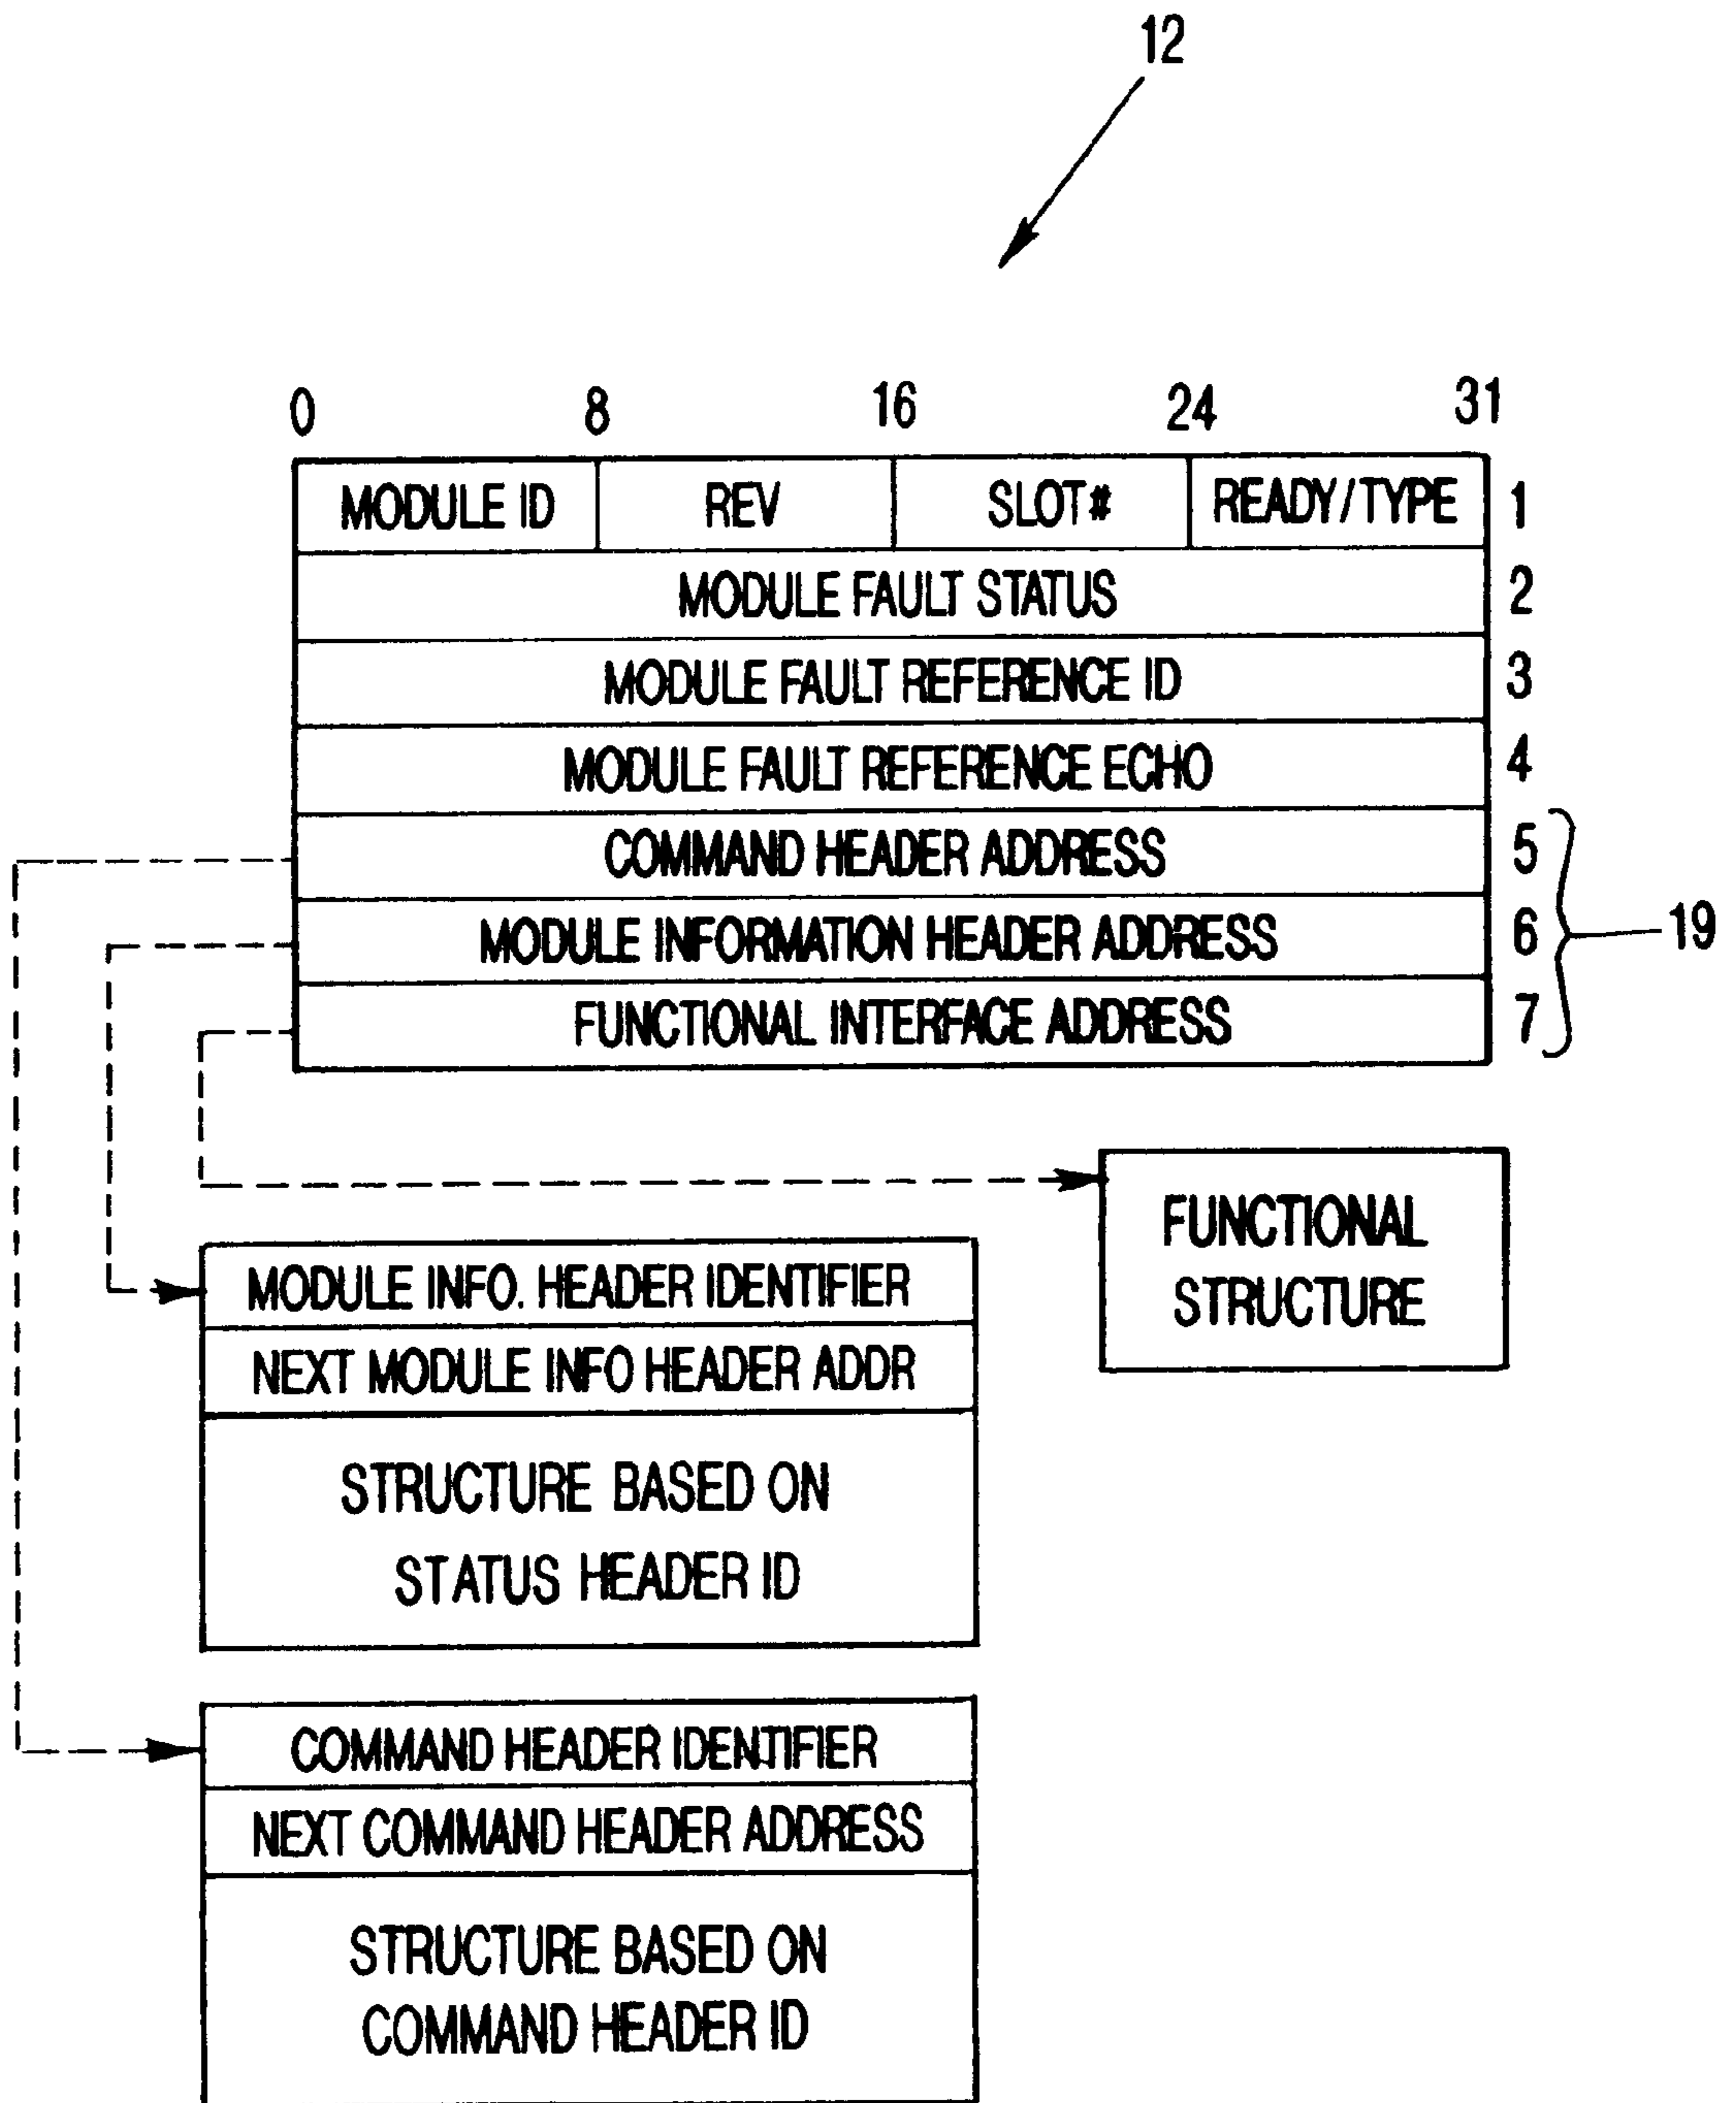 12
0 8 16 24 31
MODULE ID REV SLOT# READY/TYPE 1
MODULE FAULT STATUS 2
MODULE FAULT REFERENCE ID 3
MODULE FAULT REFERENCE ECHO 4
COMMAND HEADER ADDRESS 5
MODULE INFORMATION HEADER ADDRESS 6
19
FUNCTIONAL INTERFACE ADDRESS 7
FUNCTIONAL
STRUCTURE
MODULE INFO. HEADER IDENTIFIER
NEXT MODULE INFO HEADER ADDR
STRUCTURE BASED ON
STATUS HEADER ID
COMMAND HEADER IDENTIFIER
NEXT COMMAND HEADER ADDRESS
STRUCTURE BASED ON
COMMAND HEADER ID